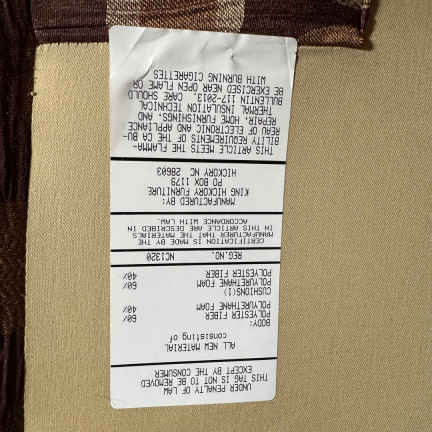 UNDER PENALTY OF LAW
THIS TAG IS NOT TO BE REMOVED
EXCEPT BY THE CONSUMER
ALL NEW MATERIAL
consisting of
BODY:
POLYESTER FIBER 60%
POLYURETHANE FOAM 40%
CUSHIONS(1)
POLYURETHANE FOAM 60%
POLYESTER FIBER 40%
REG.NO. NC1320
CERTIFICATION IS MADE BY THE
MANUFACTURER THAT THE MATERIALS
IN THIS ARTICLE ARE DESCRIBED IN
ACCORDANCE WITH LAW.
MANUFACTURED BY:
KING HICKORY FURNITURE
PO BOX 1179
HICKORY NC 28603
THIS ARTICLE MEETS THE FLAMMA-
BILITY REQUIREMENTS OF THE CA BU-
REAU OF ELECTRONIC AND APPLIANCE
REPAIR, HOME FURNISHINGS, AND
THERMAL INSULATION TECHNICAL
BULLENTIN 117-2013. CARE SHOULD
BE EXERCISED NEAR OPEN FLAME OR
WITH BURNING CIGARETTES